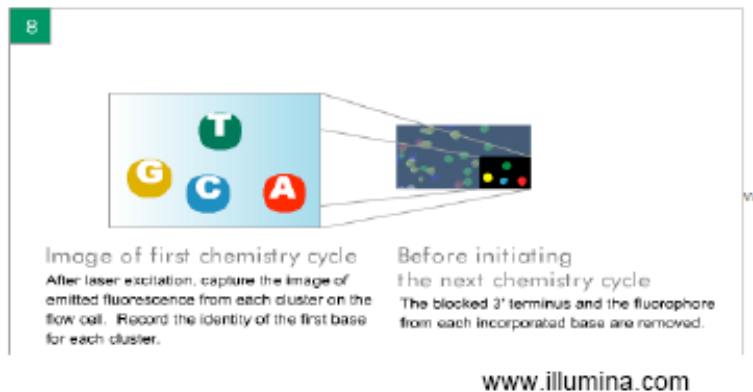 8
T
G
C
A
Image of first chemistry cycle
After laser excitation, capture the image of
emitted fluorescence from each cluster on the
flow cell. Record the identity of the first base
for each cluster.
Before initiating
the next chemistry cycle
The blocked 3' terminus and the fluorophore
from each incorporated base are removed.
www.illumina.com